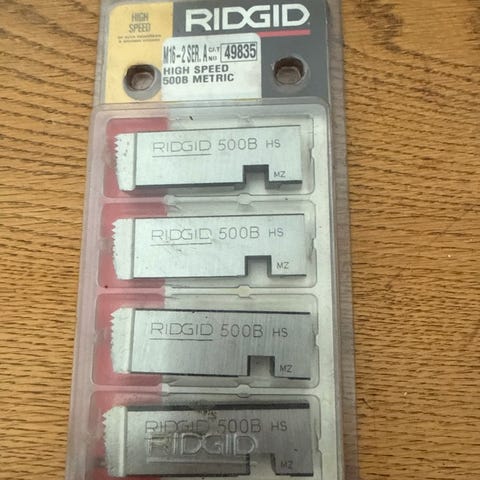 HIGH
SPEED
RIDGID
M16-2 SER. A CAT NO 49835
HIGH SPEED
500B METRIC
RIDGID 500B HS
MZ
RIDGID 500B HS
MZ
RIDGID 500B HS
MZ
RIDGID 500B HS
RIDGID
MZ